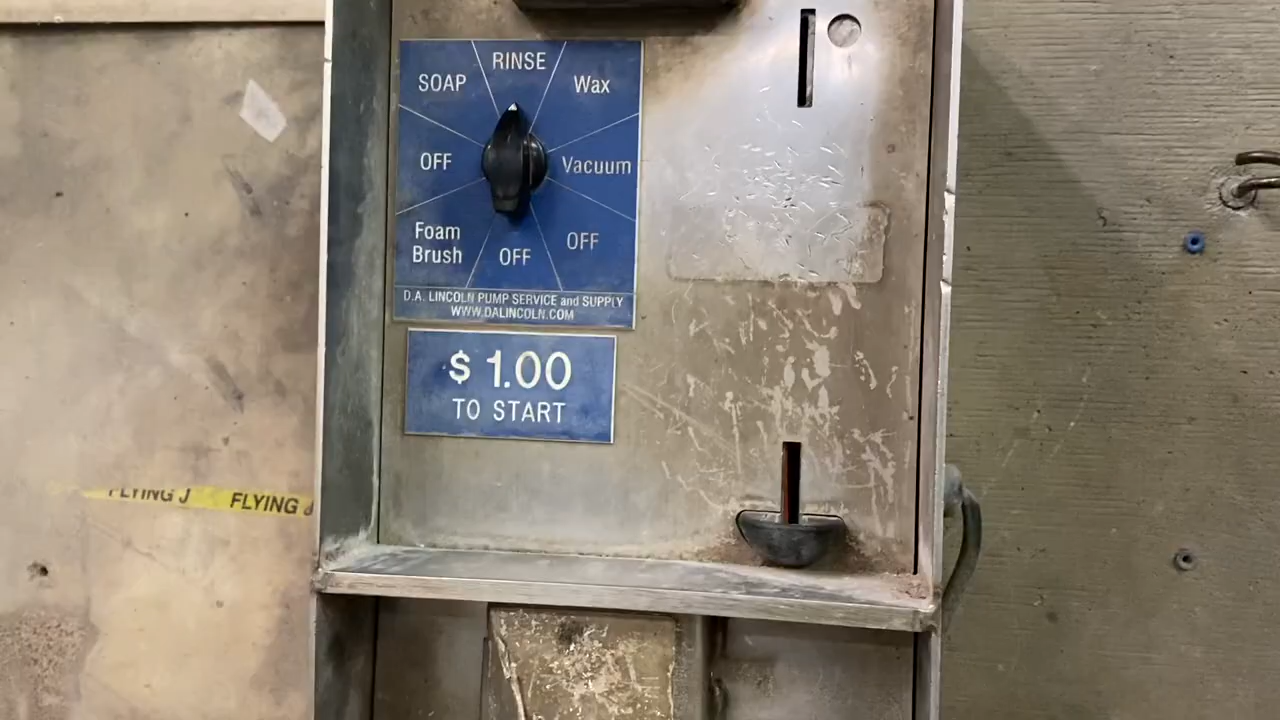 RINSE
SOAP
Wax
OFF
Vacuum
Foam
Brush
OFF
OFF
D.A. LINCOLN PUMP SERVICE and SUPPLY
WWW.DALINCOLN.COM
$ 1.00
TO START
FLYING J FLYING J